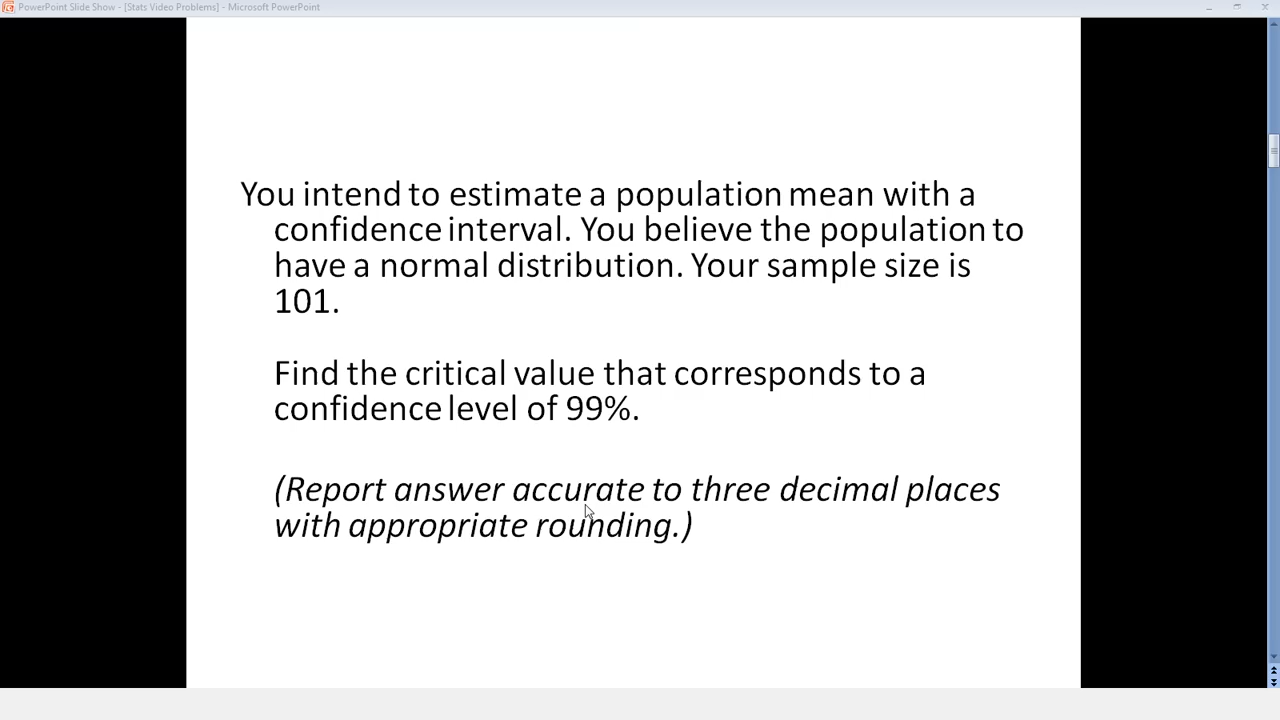 PowerPoint Slide Show - [Stats Video Problems] - Microsoft PowerPoint
You intend to estimate a population mean with a
confidence interval. You believe the population to
have a normal distribution. Your sample size is
101.
Find the critical value that corresponds to a
confidence level of 99%.
(Report answer accurate to three decimal places
with appropriate rounding.)